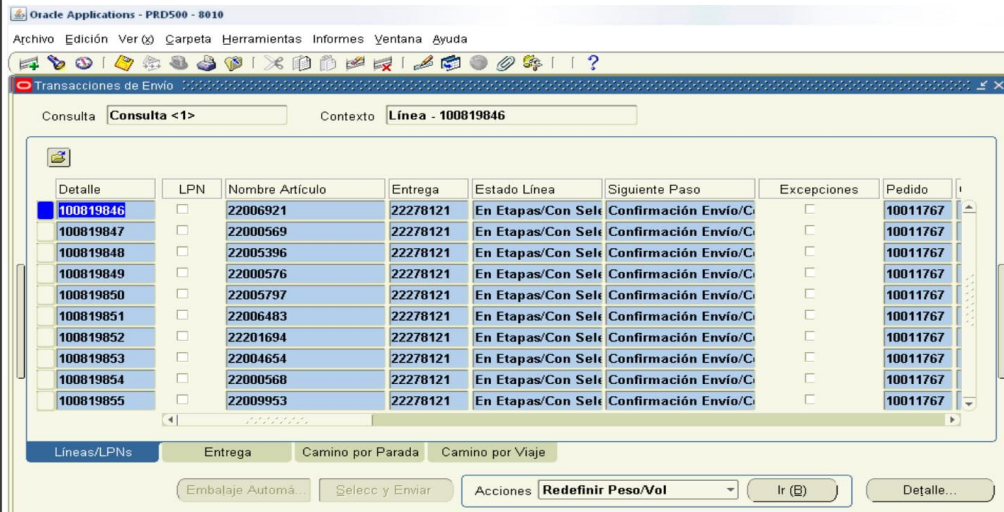 Oracle Applications - PRD500 - 8010
Archivo Edición Ver(x) Carpeta Herramientas Informes Ventana Ayuda
Transacciones de Envío
Consulta Consulta <1> Contexto Línea - 100819846
Detalle LPN Nombre Artículo Entrega Estado Línea Siguiente Paso Excepciones Pedido
100819846 22006921 22278121 En Etapas/Con Sele Confirmación Envío/C 10011767
100819847 22000569 22278121 En Etapas/Con Sele Confirmación Envío/C 10011767
100819848 22005396 22278121 En Etapas/Con Sele Confirmación Envío/C 10011767
100819849 22000576 22278121 En Etapas/Con Sele Confirmación Envío/C 10011767
100819850 22005797 22278121 En Etapas/Con Sele Confirmación Envío/C 10011767
100819851 22006483 22278121 En Etapas/Con Sele Confirmación Envío/C 10011767
100819852 22201694 22278121 En Etapas/Con Sele Confirmación Envío/C 10011767
100819853 22004654 22278121 En Etapas/Con Sele Confirmación Envío/C 10011767
100819854 22000568 22278121 En Etapas/Con Sele Confirmación Envío/C 10011767
100819855 22009953 22278121 En Etapas/Con Sele Confirmación Envío/C 10011767
Líneas/LPNs Entrega Camino por Parada Camino por Viaje
Embalaje Automá... Selecc y Enviar Acciones Redefinir Peso/Vol Ir (B) Detalle...